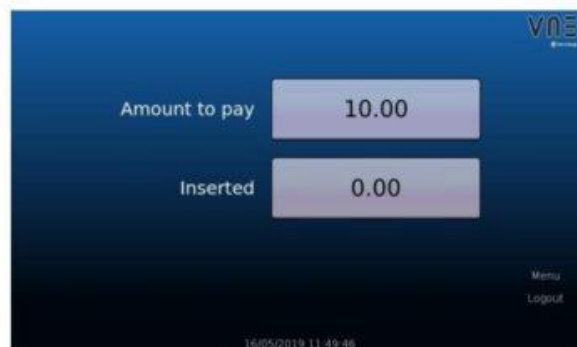 VNE
Amount to pay 10.00
Inserted 0.00
Menu
Logout
16/05/2019 11:49:46